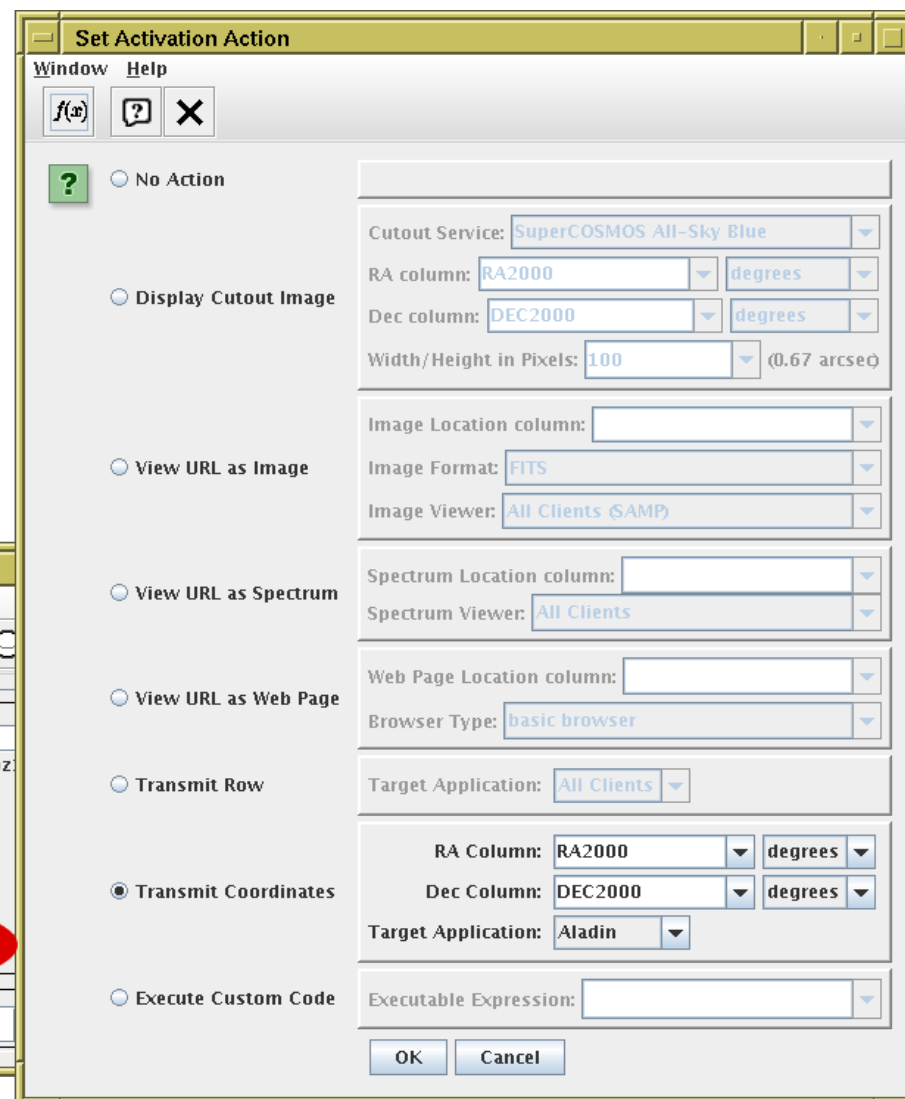 Set Activation Action
Window Help
f(x) ?
? No Action
Display Cutout Image
Cutout Service: SuperCOSMOS All-Sky Blue
RA column: RA2000 degrees
Dec column: DEC2000 degrees
Width/Height in Pixels: 100 (0.67 arcsec)
View URL as Image
Image Location column:
Image Format: FITS
Image Viewer: All Clients (SAMP)
View URL as Spectrum
Spectrum Location column:
Spectrum Viewer: All Clients
View URL as Web Page
Web Page Location column:
Browser Type: basic browser
Transmit Row
Target Application: All Clients
Transmit Coordinates
RA Column: RA2000 degrees
Dec Column: DEC2000 degrees
Target Application: Aladin
Execute Custom Code
Executable Expression:
OK Cancel